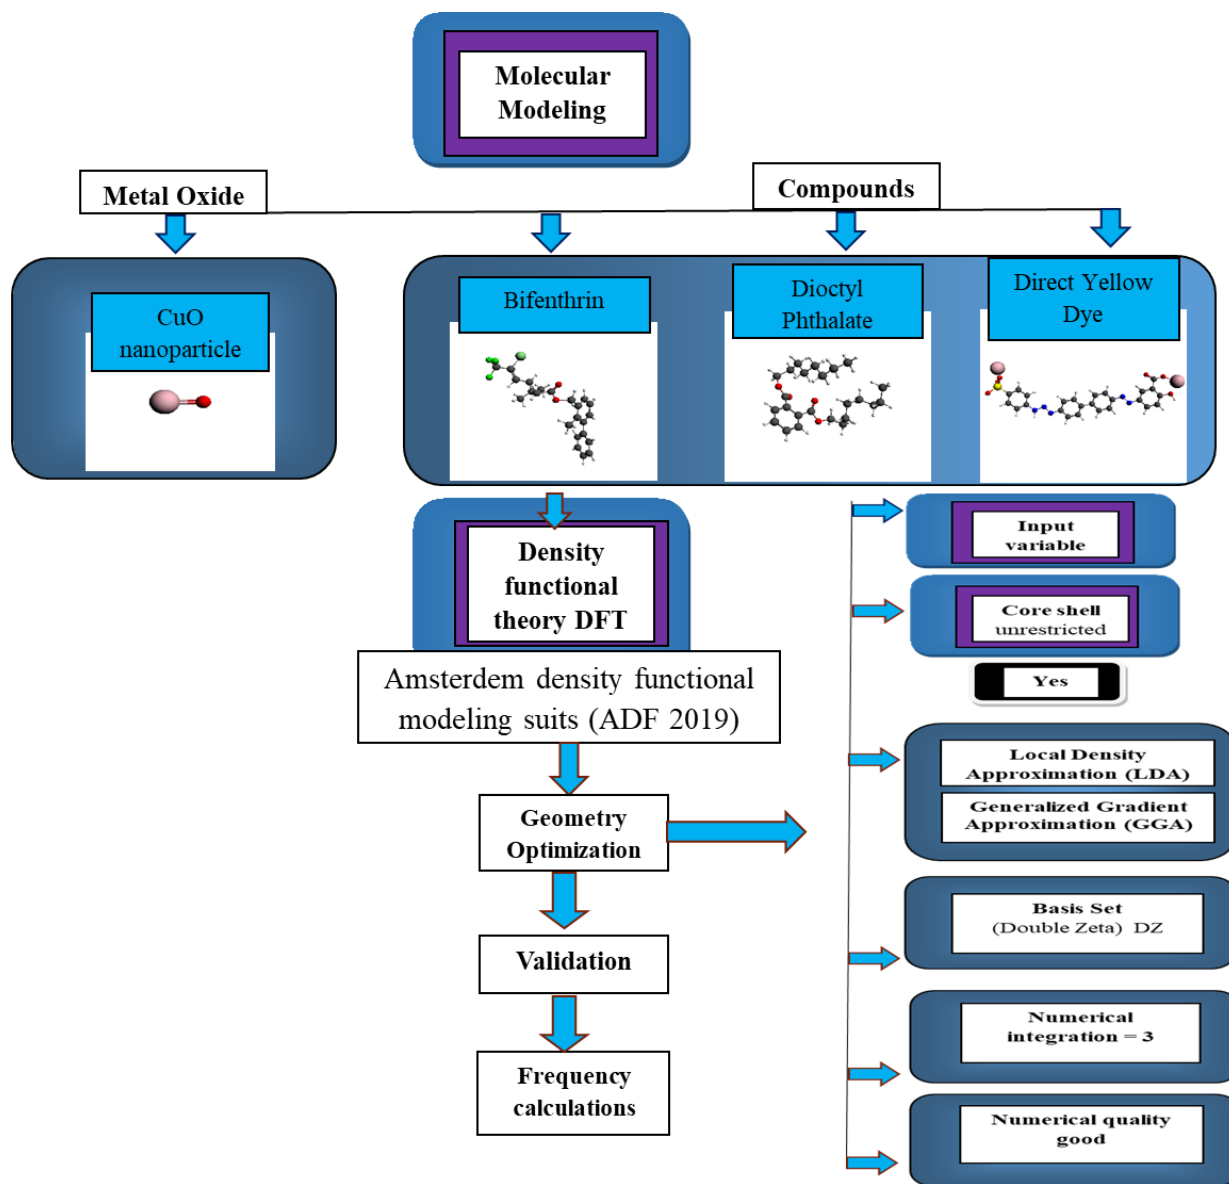 Molecular
Modeling
Metal Oxide
Compounds
CuO
nanoparticle
Bifenthrin
Dioctyl
Phthalate
Direct Yellow
Dye
Density
functional
theory DFT
Amsterdem density functional
modeling suits (ADF 2019)
Geometry
Optimization
Validation
Frequency
calculations
Input
variable
Core shell
unrestricted
Yes
Local Density
Approximation (LDA)
Generalized Gradient
Approximation (GGA)
Basis Set
(Double Zeta) DZ
Numerical
integration = 3
Numerical quality
good